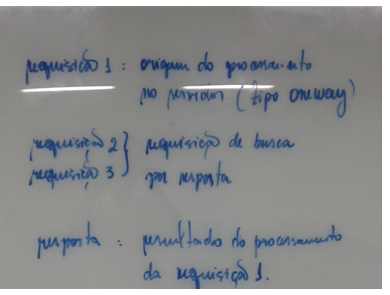 requisição 1 : origem do processamento
no servidor (tipo oneway)
requisição 2 } requisição de busca
requisição 3 } por resposta
resposta : resultado do processamento
da requisição 1.